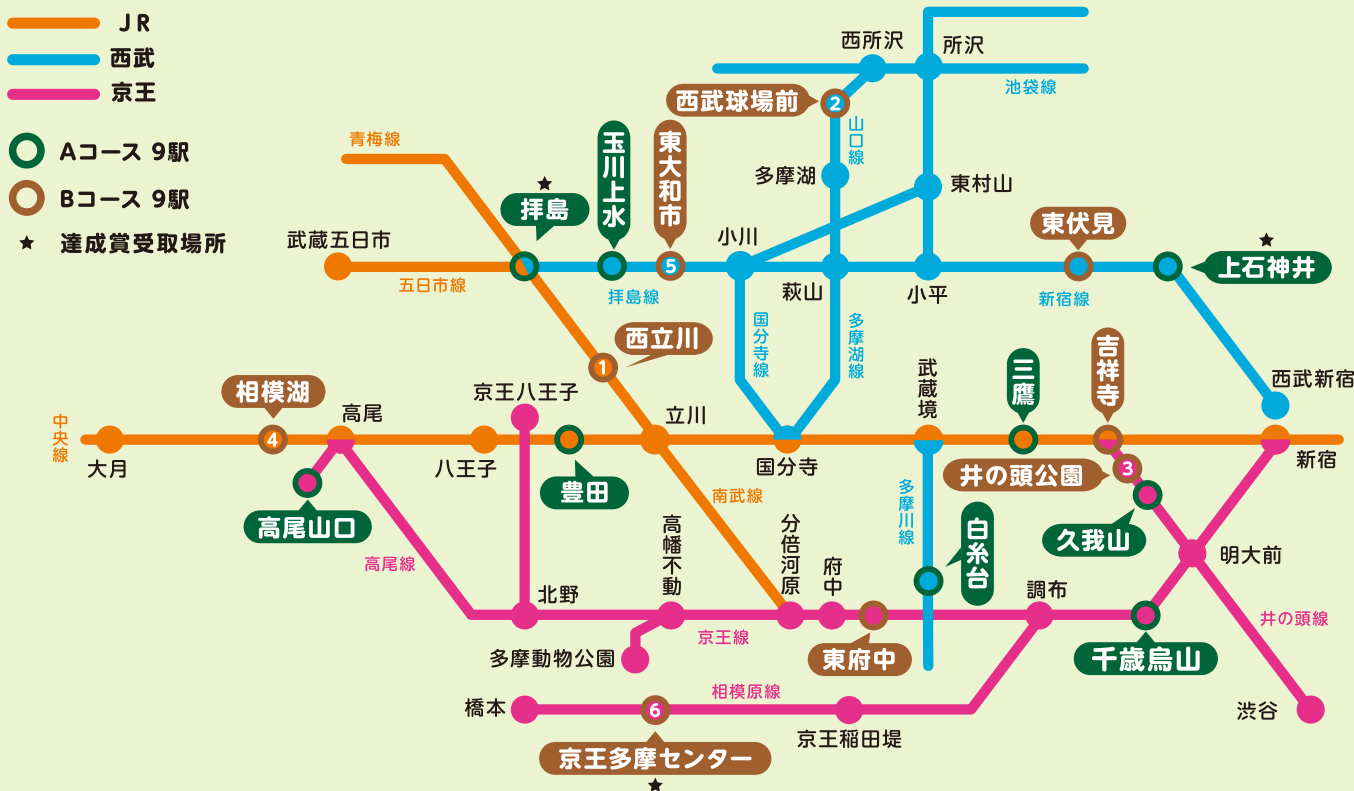 JR
西武
京王
Aコース 9駅
Bコース 9駅
★ 達成賞受取場所
西所沢
所沢
池袋線
西武球場前
2
山口線
青梅線
玉川上水
東大和市
多摩湖
東村山
★
拝島
武蔵五日市
五日市線
5
拝島線
小川
萩山
小平
東伏見
新宿線
★
上石神井
西立川
1
国分寺線
多摩湖線
武蔵境
三鷹
吉祥寺
西武新宿
中央線
大月
相模湖
4
高尾
京王八王子
八王子
豊田
立川
国分寺
新宿
井の頭公園
3
高尾山口
南武線
多摩川線
白糸台
久我山
明大前
高尾線
北野
高幡不動
分倍河原
府中
調布
井の頭線
京王線
多摩動物公園
東府中
千歳烏山
橋本
6
相模原線
京王稲田堤
渋谷
京王多摩センター
★